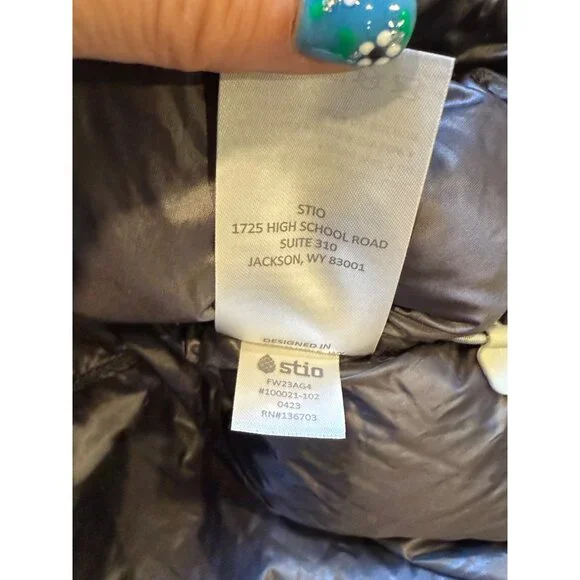 STIO
1725 HIGH SCHOOL ROAD
SUITE 310
JACKSON, WY 83001
DESIGNED IN
stio
FW23AG4
#100021-102
0423
RN#136703